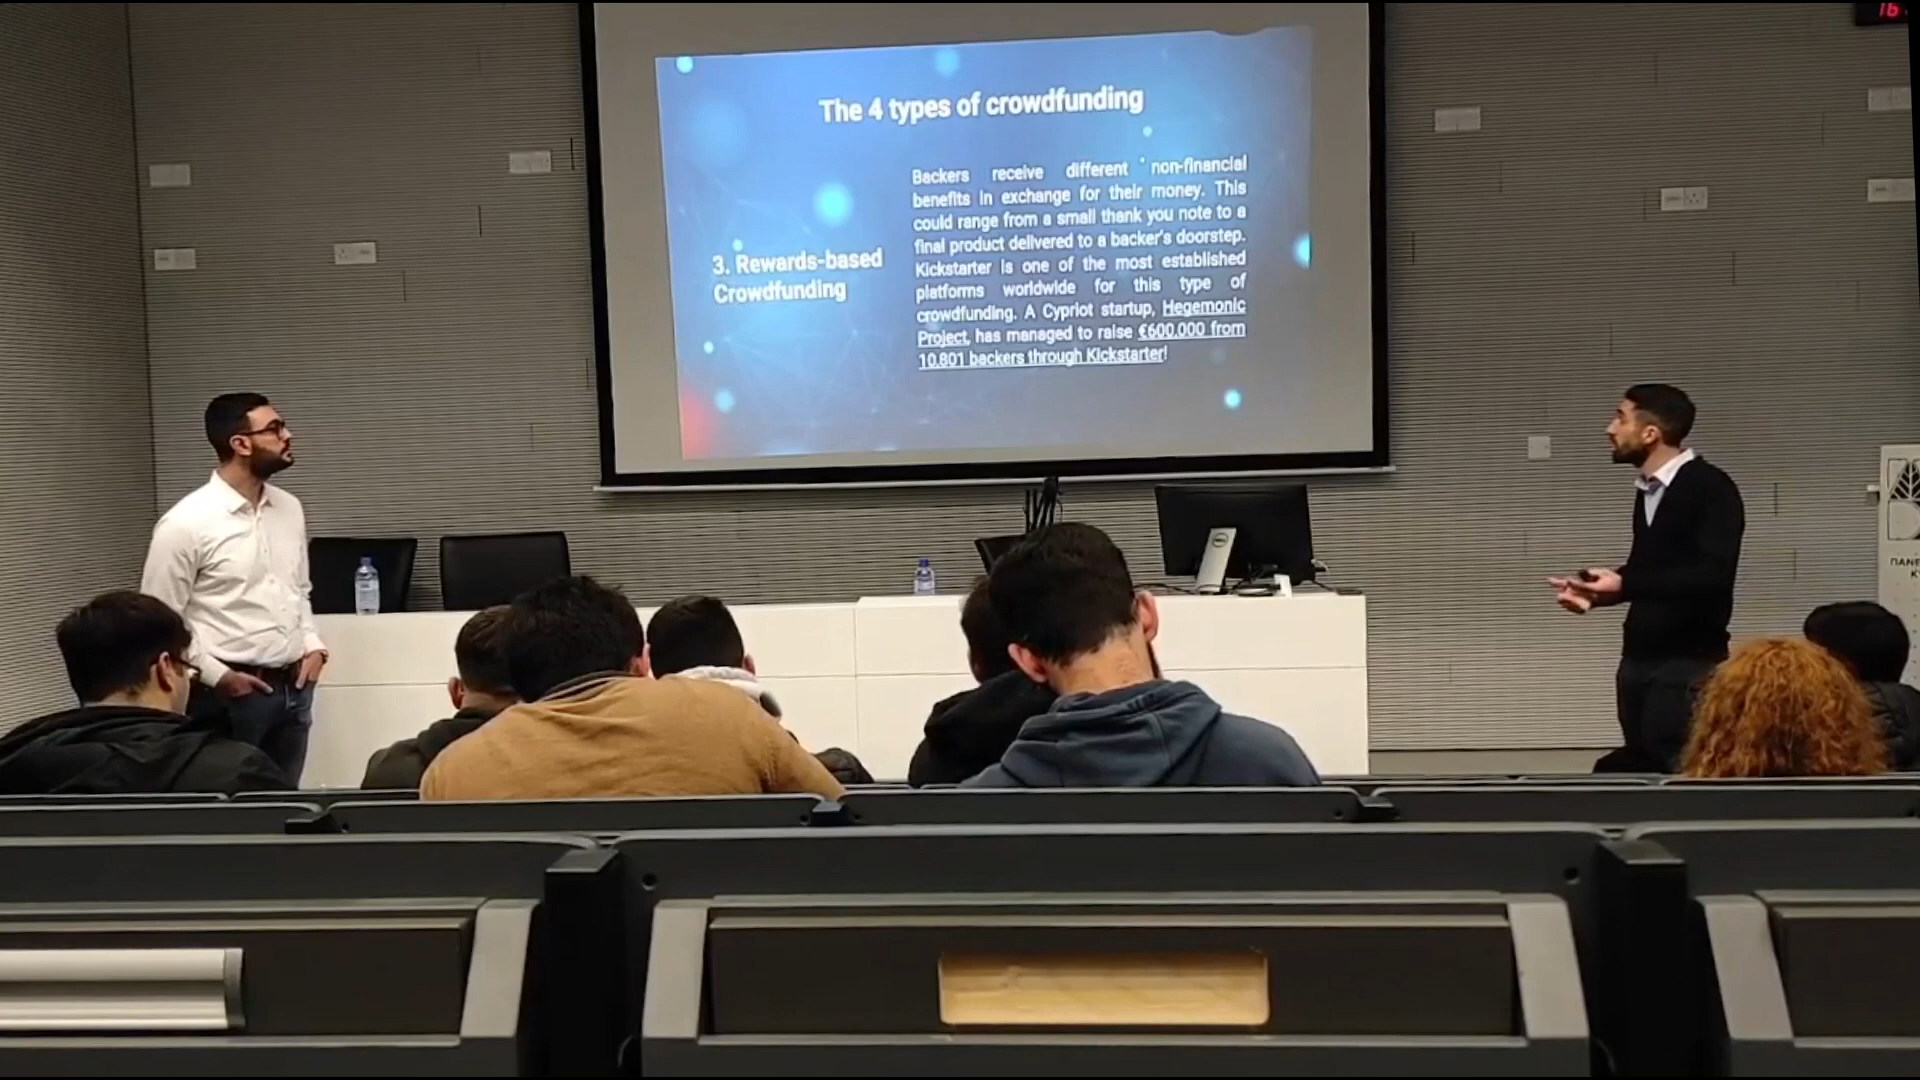 The 4 types of crowdfunding
3. Rewards-based
Crowdfunding
Backers receive different non-financial
benefits in exchange for their money. This
could range from a small thank you note to a
final product delivered to a backer's doorstep.
Kickstarter is one of the most established
platforms worldwide for this type of
crowdfunding. A Cypriot startup, Hegemonic
Project, has managed to raise €600,000 from
10,801 backers through Kickstarter!
DELL
16
ΠΑΝΕ
Κ